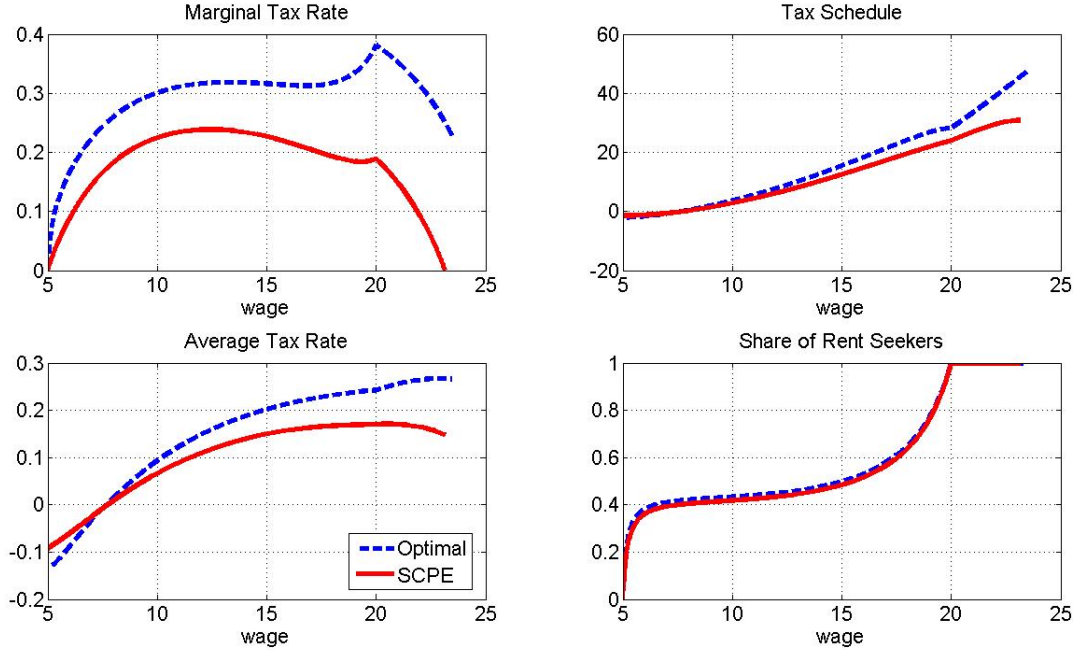 Marginal Tax Rate
0.4
0.3
0.2
0.1
0
5 10 15 20 25
wage
Tax Schedule
60
40
20
0
-20
5 10 15 20 25
wage
Average Tax Rate
0.3
0.2
0.1
0
-0.1
-0.2
5 10 15 20 25
wage
Optimal
SCPE
Share of Rent Seekers
1
0.8
0.6
0.4
0.2
0
5 10 15 20 25
wage